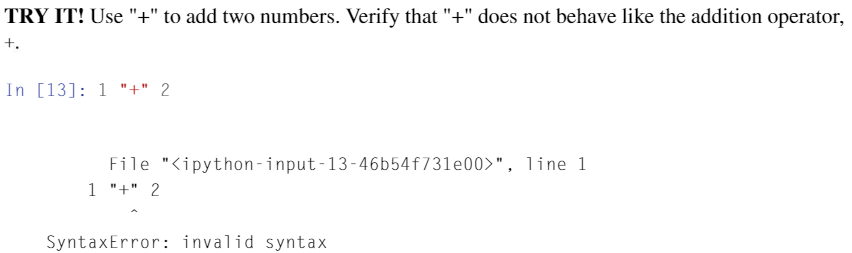 TRY IT! Use "+" to add two numbers. Verify that "+" does not behave like the addition operator,
+.
In [13]: 1 "+" 2
File "<ipython-input-13-46b54f731e00>", line 1
1 "+" 2
^
SyntaxError: invalid syntax